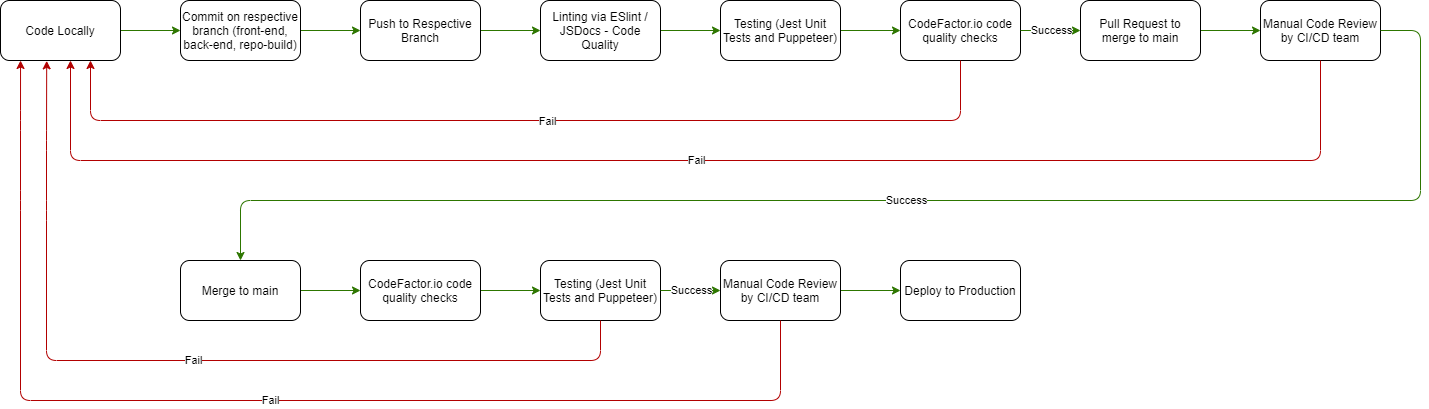 Code Locally
Commit on respective
branch (front-end,
back-end, repo-build)
Push to Respective
Branch
Linting via ESlint /
JSDocs - Code
Quality
Testing (Jest Unit
Tests and Puppeteer)
CodeFactor.io code
quality checks
Success
Pull Request to
merge to main
Manual Code Review
by CI/CD team
Fail
Fail
Success
Merge to main
CodeFactor.io code
quality checks
Testing (Jest Unit
Tests and Puppeteer)
Success
Manual Code Review
by CI/CD team
Deploy to Production
Fail
Fail